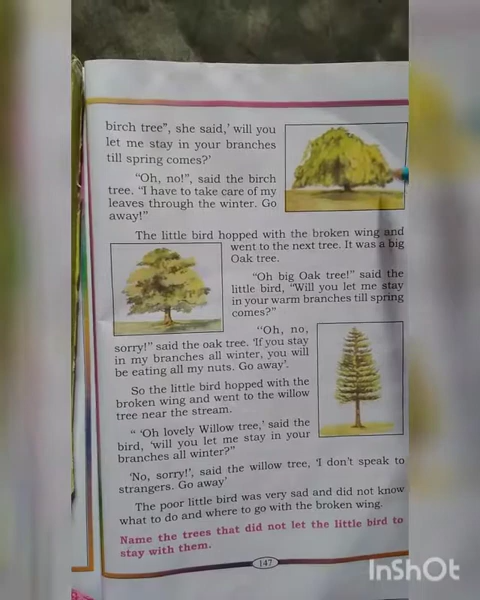 birch tree", she said,' will you
let me stay in your branches
till spring comes?'
"Oh, no!", said the birch
tree. "I have to take care of my
leaves through the winter. Go
away!"
The little bird hopped with the broken wing and
went to the next tree. It was a big
Oak tree.
"Oh big Oak tree!" said the
little bird, "Will you let me stay
in your warm branches till spring
comes?"
"Oh, no,
sorry!" said the oak tree. 'If you stay
in my branches all winter, you will
be eating all my nuts. Go away'.
So the little bird hopped with the
broken wing and went to the willow
tree near the stream.
" 'Oh lovely Willow tree,' said the
bird, 'will you let me stay in your
branches all winter?"
'No, sorry!', said the willow tree, 'I don't speak to
strangers. Go away'
The poor little bird was very sad and did not know
what to do and where to go with the broken wing.
Name the trees that did not let the little bird to
stay with them.
147
InShOt